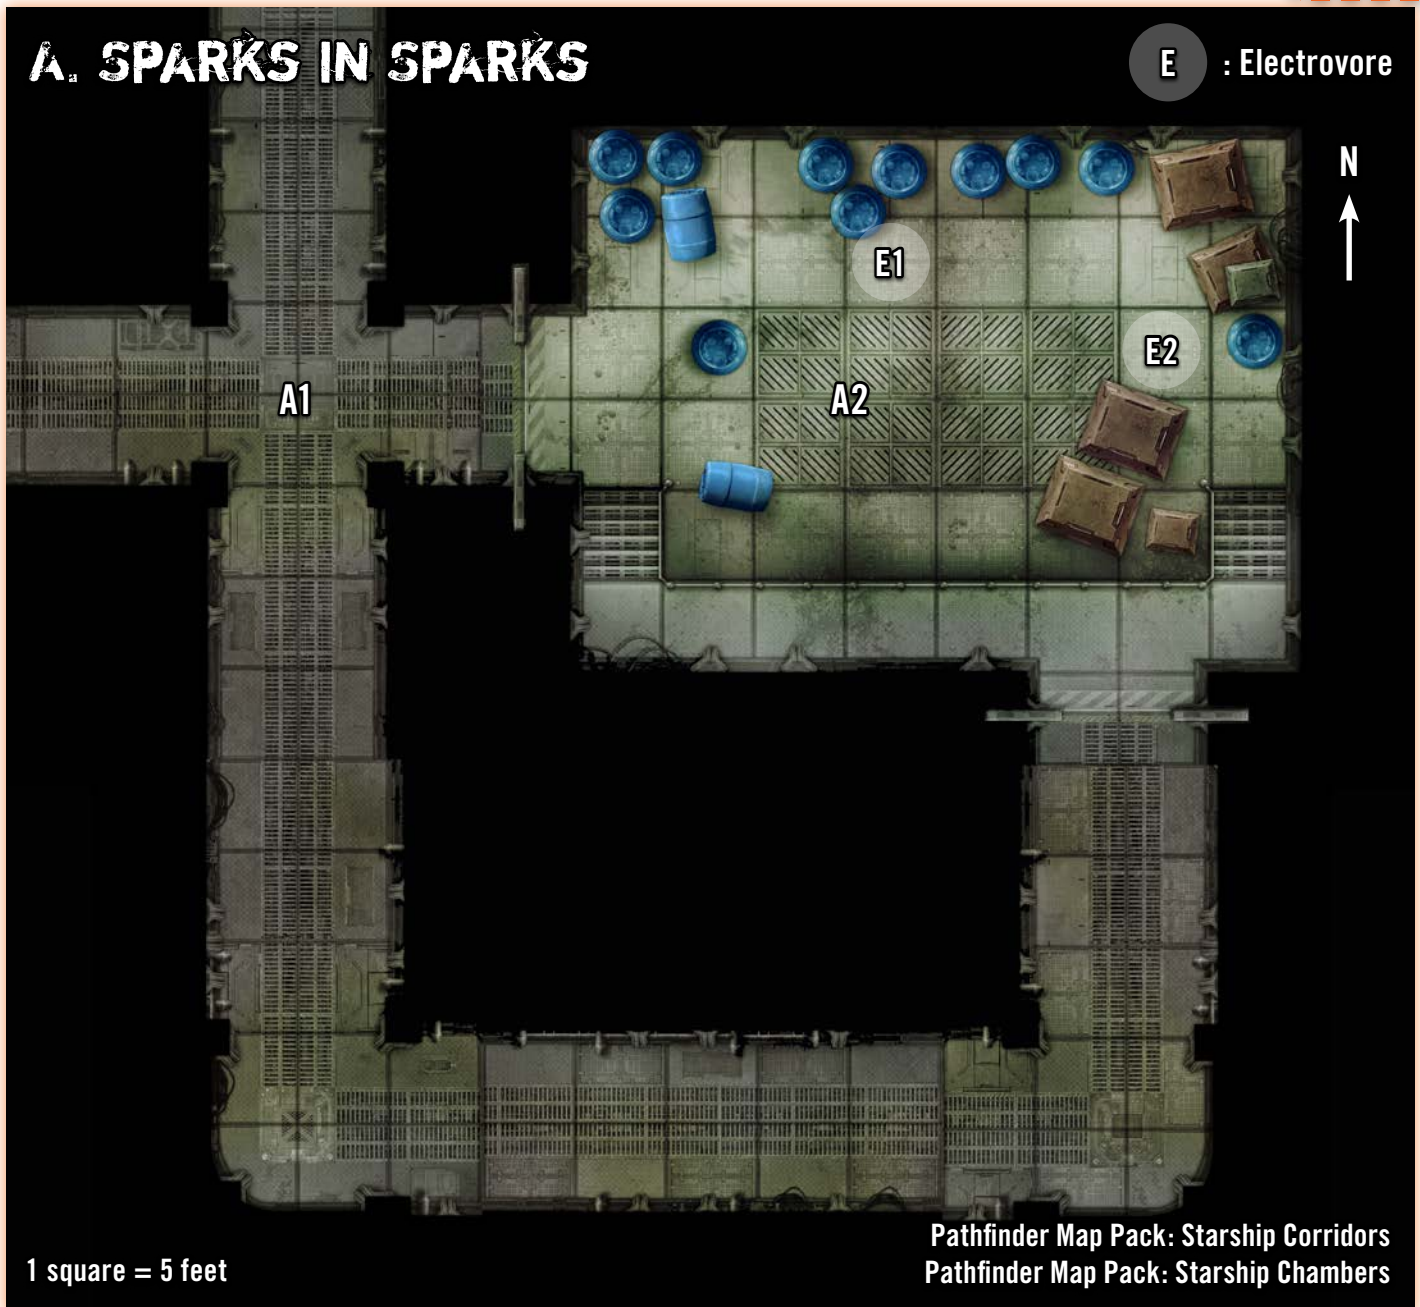 A. SPARKS IN SPARKS
E : Electrovore
N
E1
E2
A1
A2
Pathfinder Map Pack: Starship Corridors
1 square = 5 feet
Pathfinder Map Pack: Starship Chambers